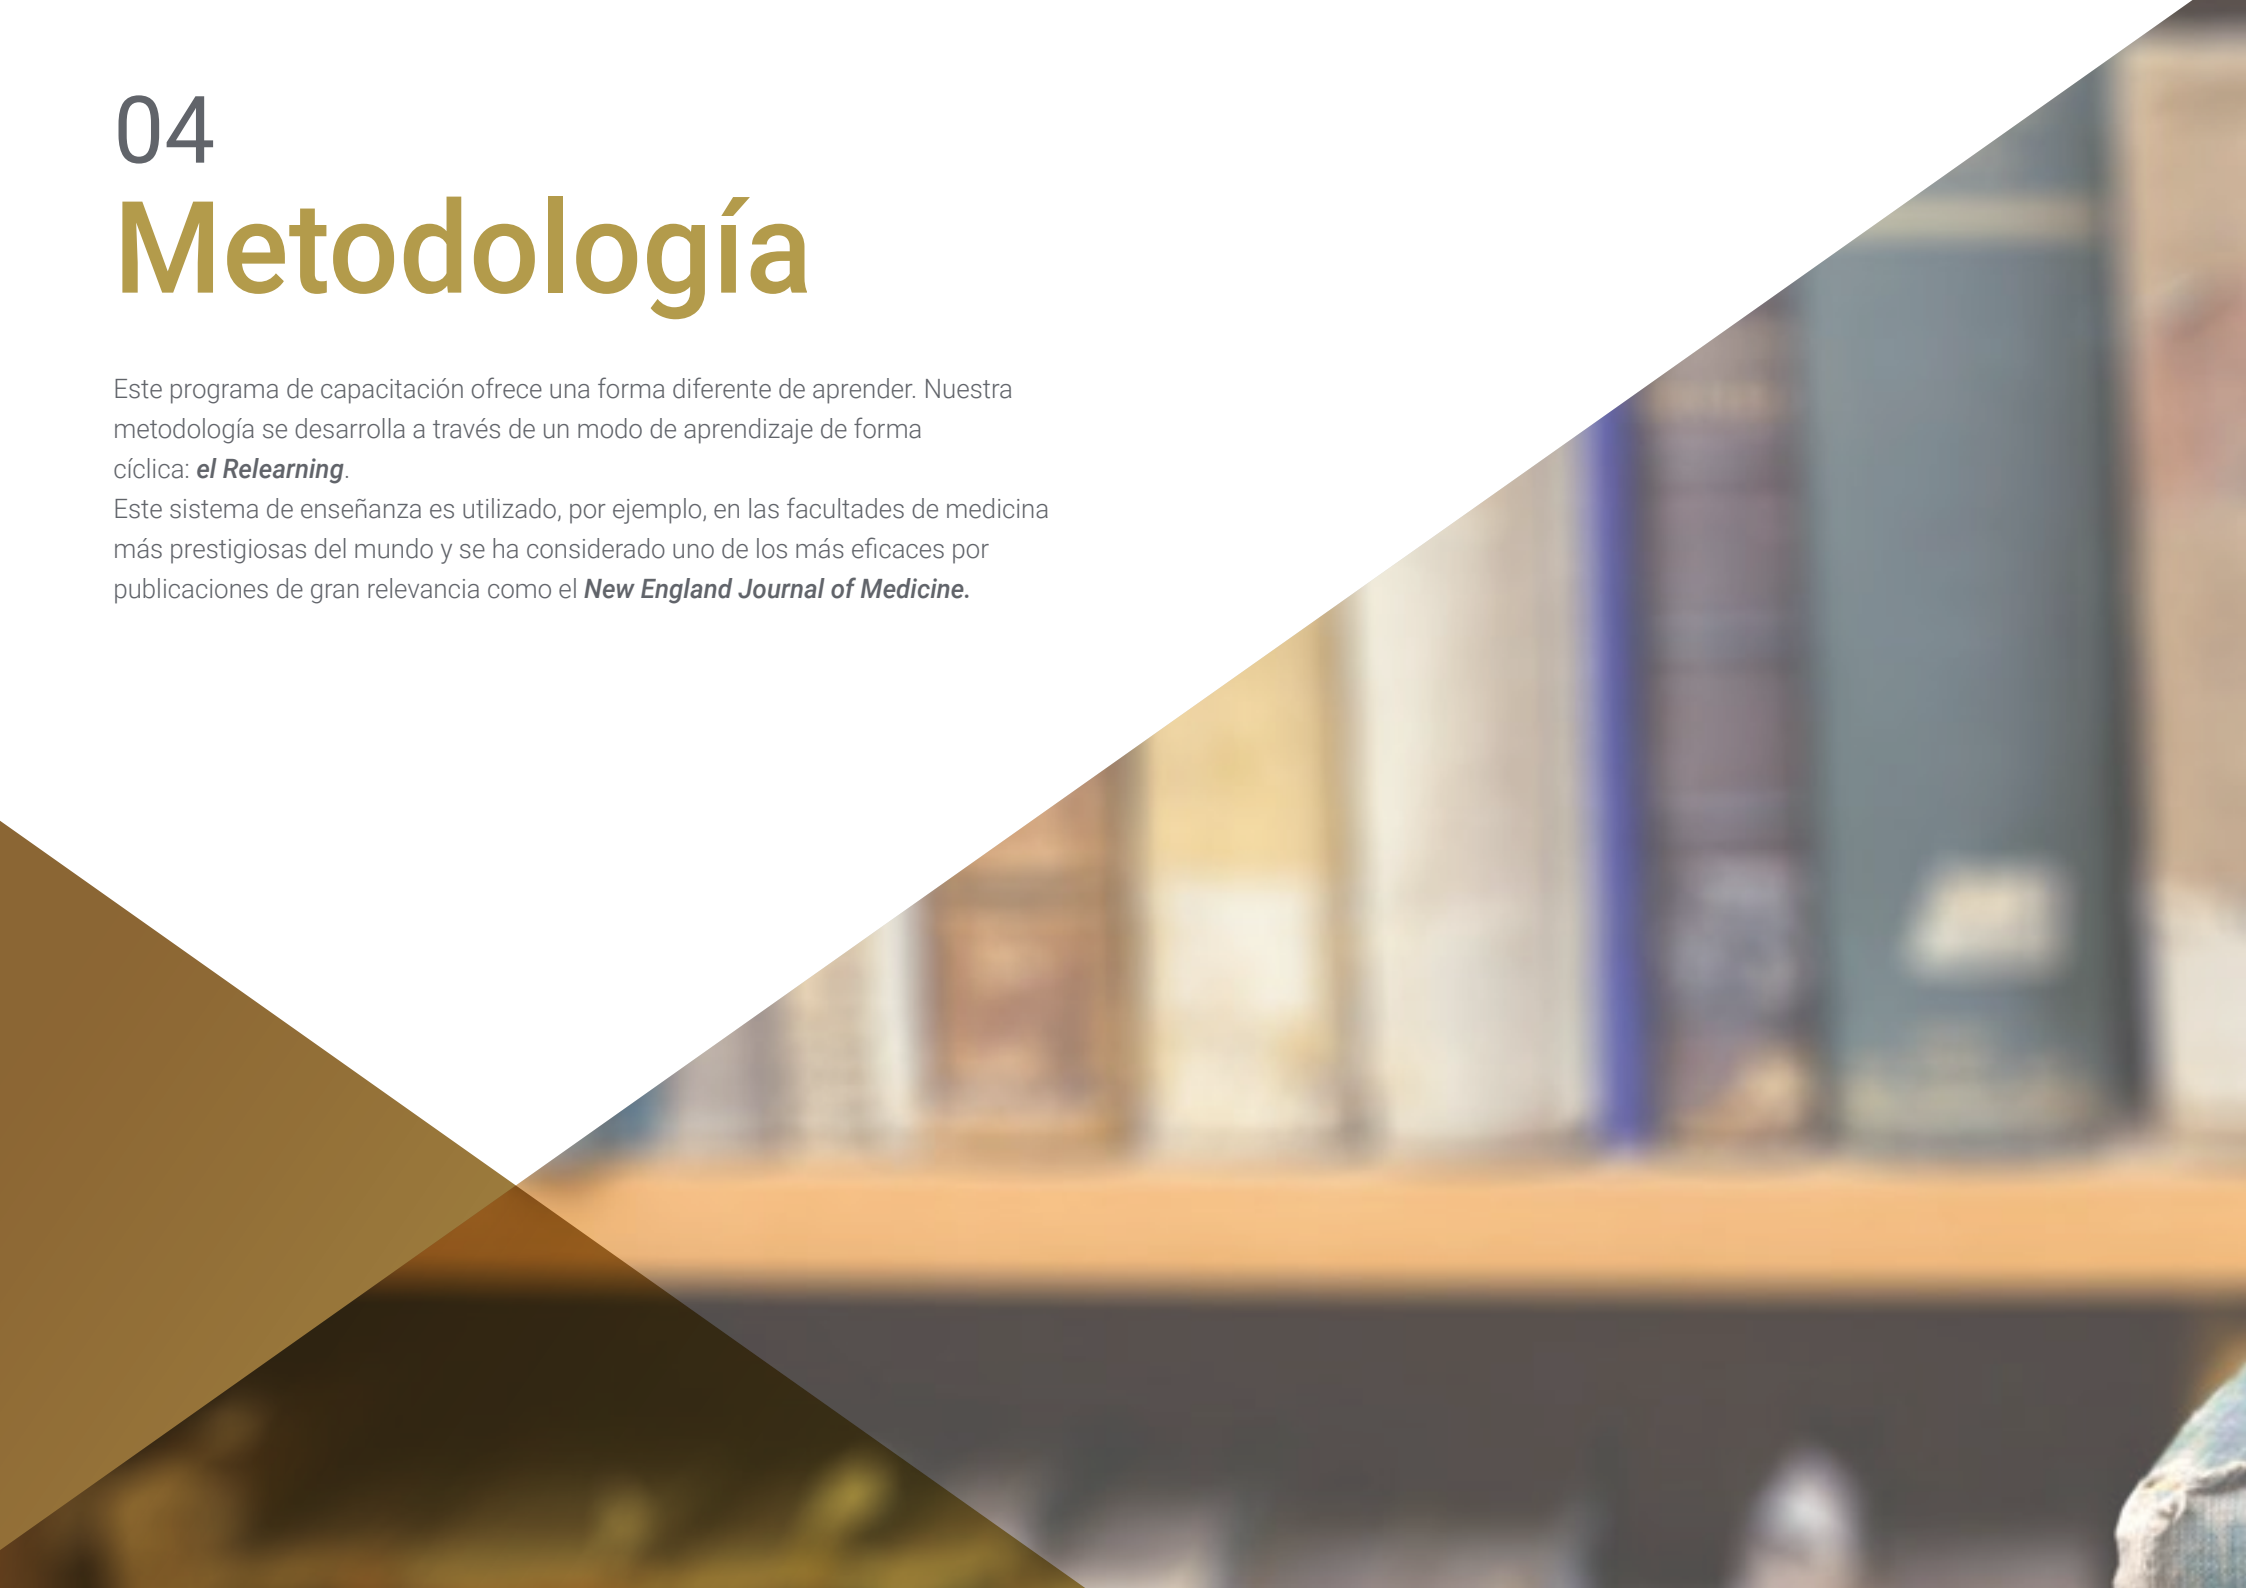 04
Metodología
Este programa de capacitación ofrece una forma diferente de aprender. Nuestra
metodología se desarrolla a través de un modo de aprendizaje de forma
cíclica: el Relearning.
Este sistema de enseñanza es utilizado, por ejemplo, en las facultades de medicina
más prestigiosas del mundo y se ha considerado uno de los más eficaces por
publicaciones de gran relevancia como el New England Journal of Medicine.